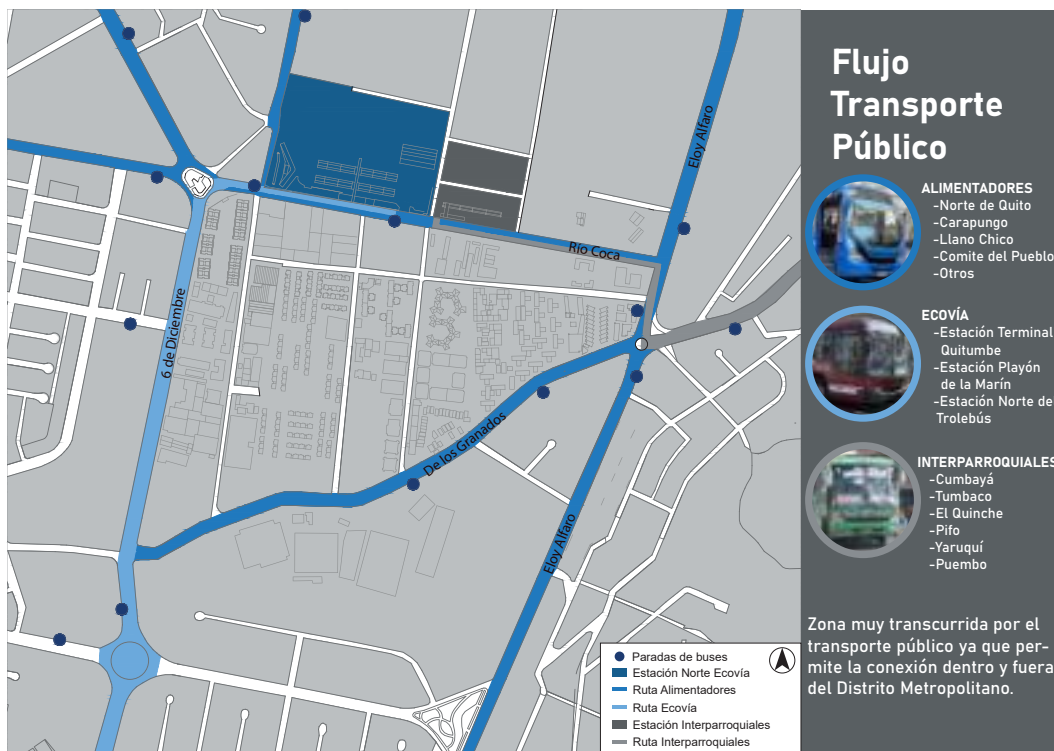 Flujo
Transporte
Público
ALIMENTADORES
-Norte de Quito
-Carapungo
-Llano Chico
-Comite del Pueblo
-Otros
ECOVÍA
-Estación Terminal
Quitumbe
-Estación Playón
de la Marín
-Estación Norte del
Trolebús
INTERPARROQUIALES
-Cumbayá
-Tumbaco
-El Quinche
-Pifo
-Yaruquí
-Puembo
Zona muy transcurrida por el
transporte público ya que per-
mite la conexión dentro y fuera
del Distrito Metropolitano.
Eloy Alfaro
Río Coca
6 de Diciembre
De los Granados
Eloy Alfaro
Paradas de buses
Estación Norte Ecovía
Ruta Alimentadores
Ruta Ecovía
Estación Interparroquiales
Ruta Interparroquiales